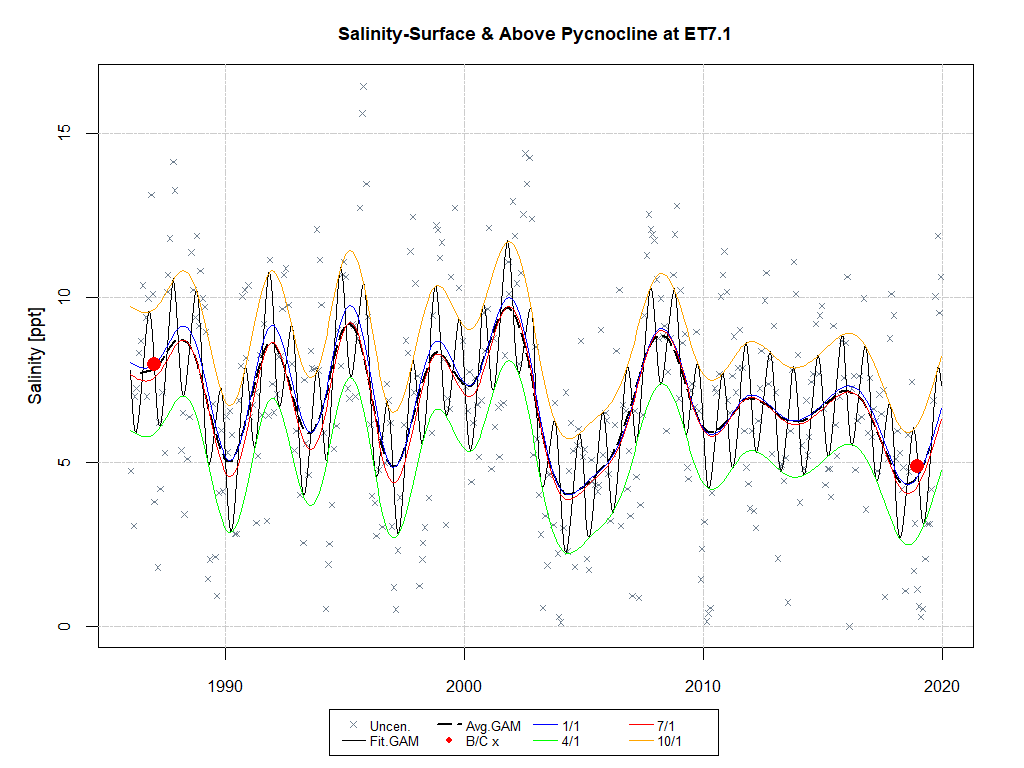 Salinity-Surface & Above Pycnocline at ET7.1
Salinity [ppt]
15
10
5
0
1990 2000 2010 2020
Uncen. Avg.GAM 1/1 7/1
Fit.GAM B/C x 4/1 10/1